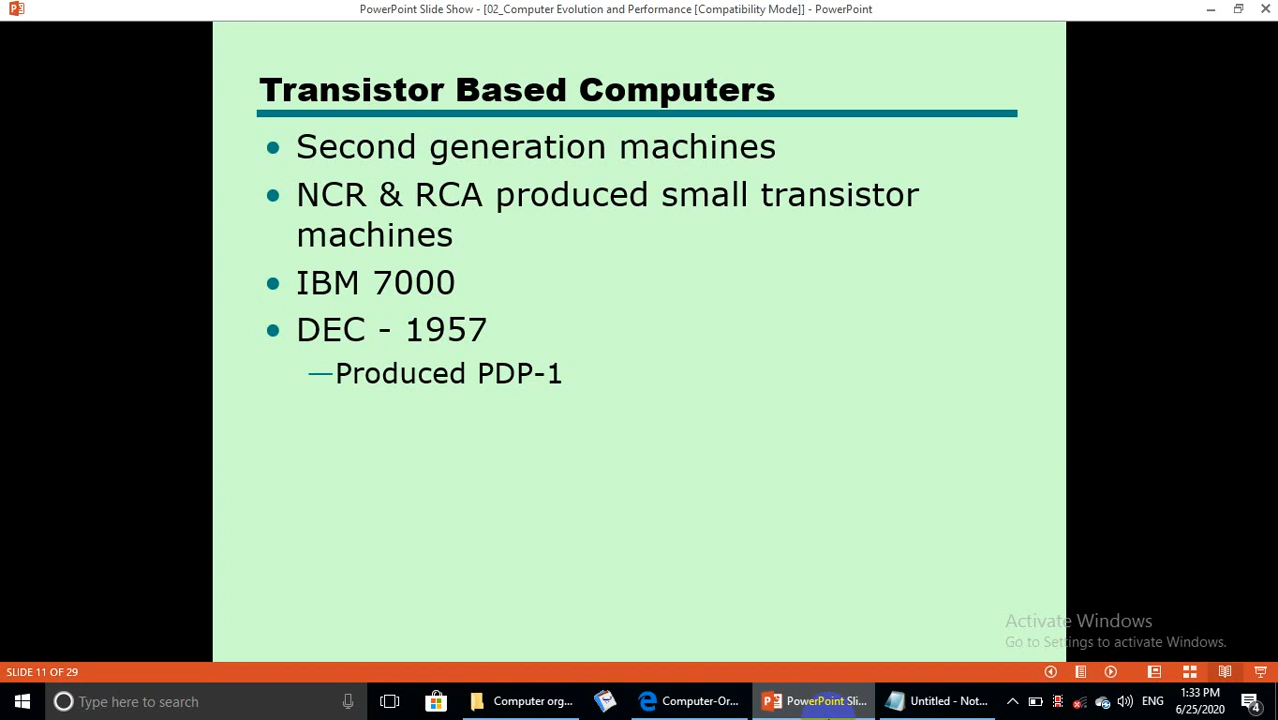 PowerPoint Slide Show - [02_Computer Evolution and Performance [Compatibility Mode]] - PowerPoint
Transistor Based Computers
• Second generation machines
• NCR & RCA produced small transistor
machines
• IBM 7000
• DEC - 1957
—Produced PDP-1
Activate Windows
Go to Settings to activate Windows.
SLIDE 11 OF 29
Type here to search
Computer org...
Computer-Or...
PowerPoint Sli...
Untitled - Not...
ENG
1:33 PM
6/25/2020
4